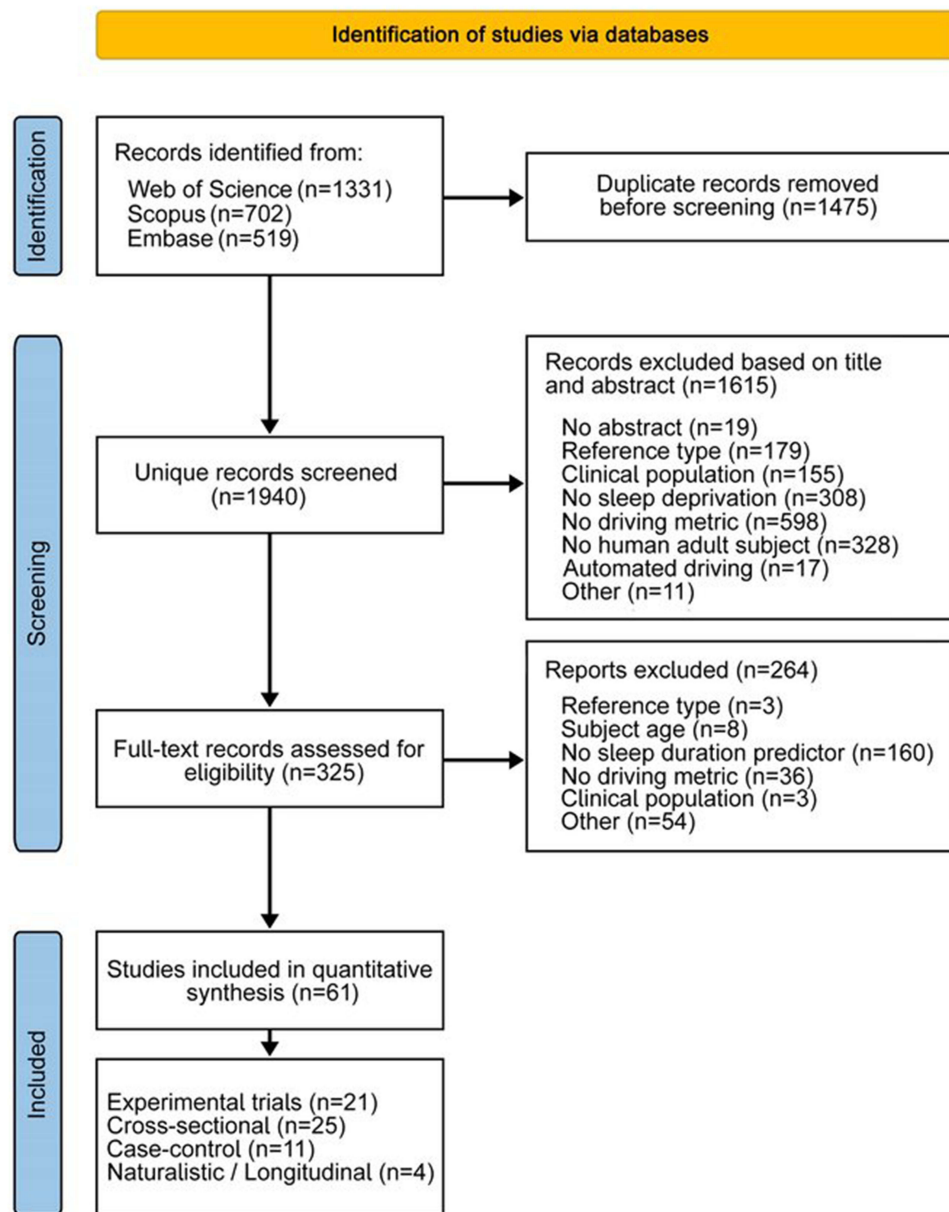 Identification of studies via databases
Identification
Records identified from:
Web of Science (n=1331)
Scopus (n=702)
Embase (n=519)
Duplicate records removed
before screening (n=1475)
Screening
Unique records screened
(n=1940)
Records excluded based on title
and abstract (n=1615)
No abstract (n=19)
Reference type (n=179)
Clinical population (n=155)
No sleep deprivation (n=308)
No driving metric (n=598)
No human adult subject (n=328)
Automated driving (n=17)
Other (n=11)
Full-text records assessed for
eligibility (n=325)
Reports excluded (n=264)
Reference type (n=3)
Subject age (n=8)
No sleep duration predictor (n=160)
No driving metric (n=36)
Clinical population (n=3)
Other (n=54)
Included
Studies included in quantitative
synthesis (n=61)
Experimental trials (n=21)
Cross-sectional (n=25)
Case-control (n=11)
Naturalistic / Longitudinal (n=4)